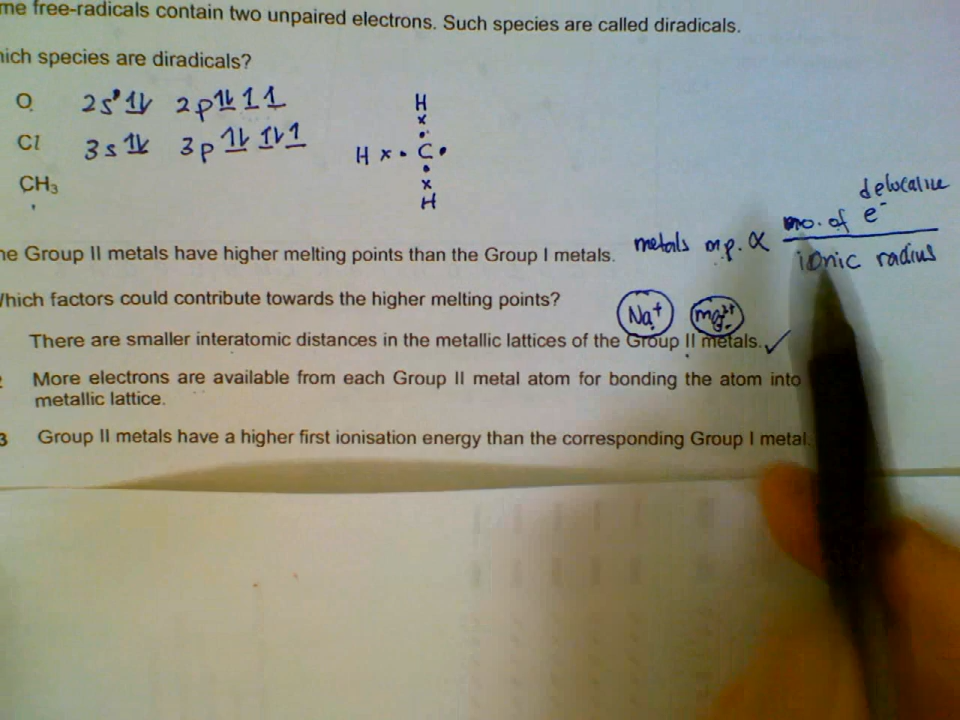 me free-radicals contain two unpaired electrons. Such species are called diradicals.
hich species are diradicals?
O 2s 1l 2p 1l 1 1
Cl 3s 1l 3p 1l 1l 1
CH3
H
x
•
H x • C •
•
x
H
delocalise
no. of e-
he Group II metals have higher melting points than the Group I metals. metals m.p. ∝
ionic radius
Which factors could contribute towards the higher melting points?
Na+ Mg2+
There are smaller interatomic distances in the metallic lattices of the Group II metals. ✓
2 More electrons are available from each Group II metal atom for bonding the atom into
metallic lattice.
3 Group II metals have a higher first ionisation energy than the corresponding Group I metal.